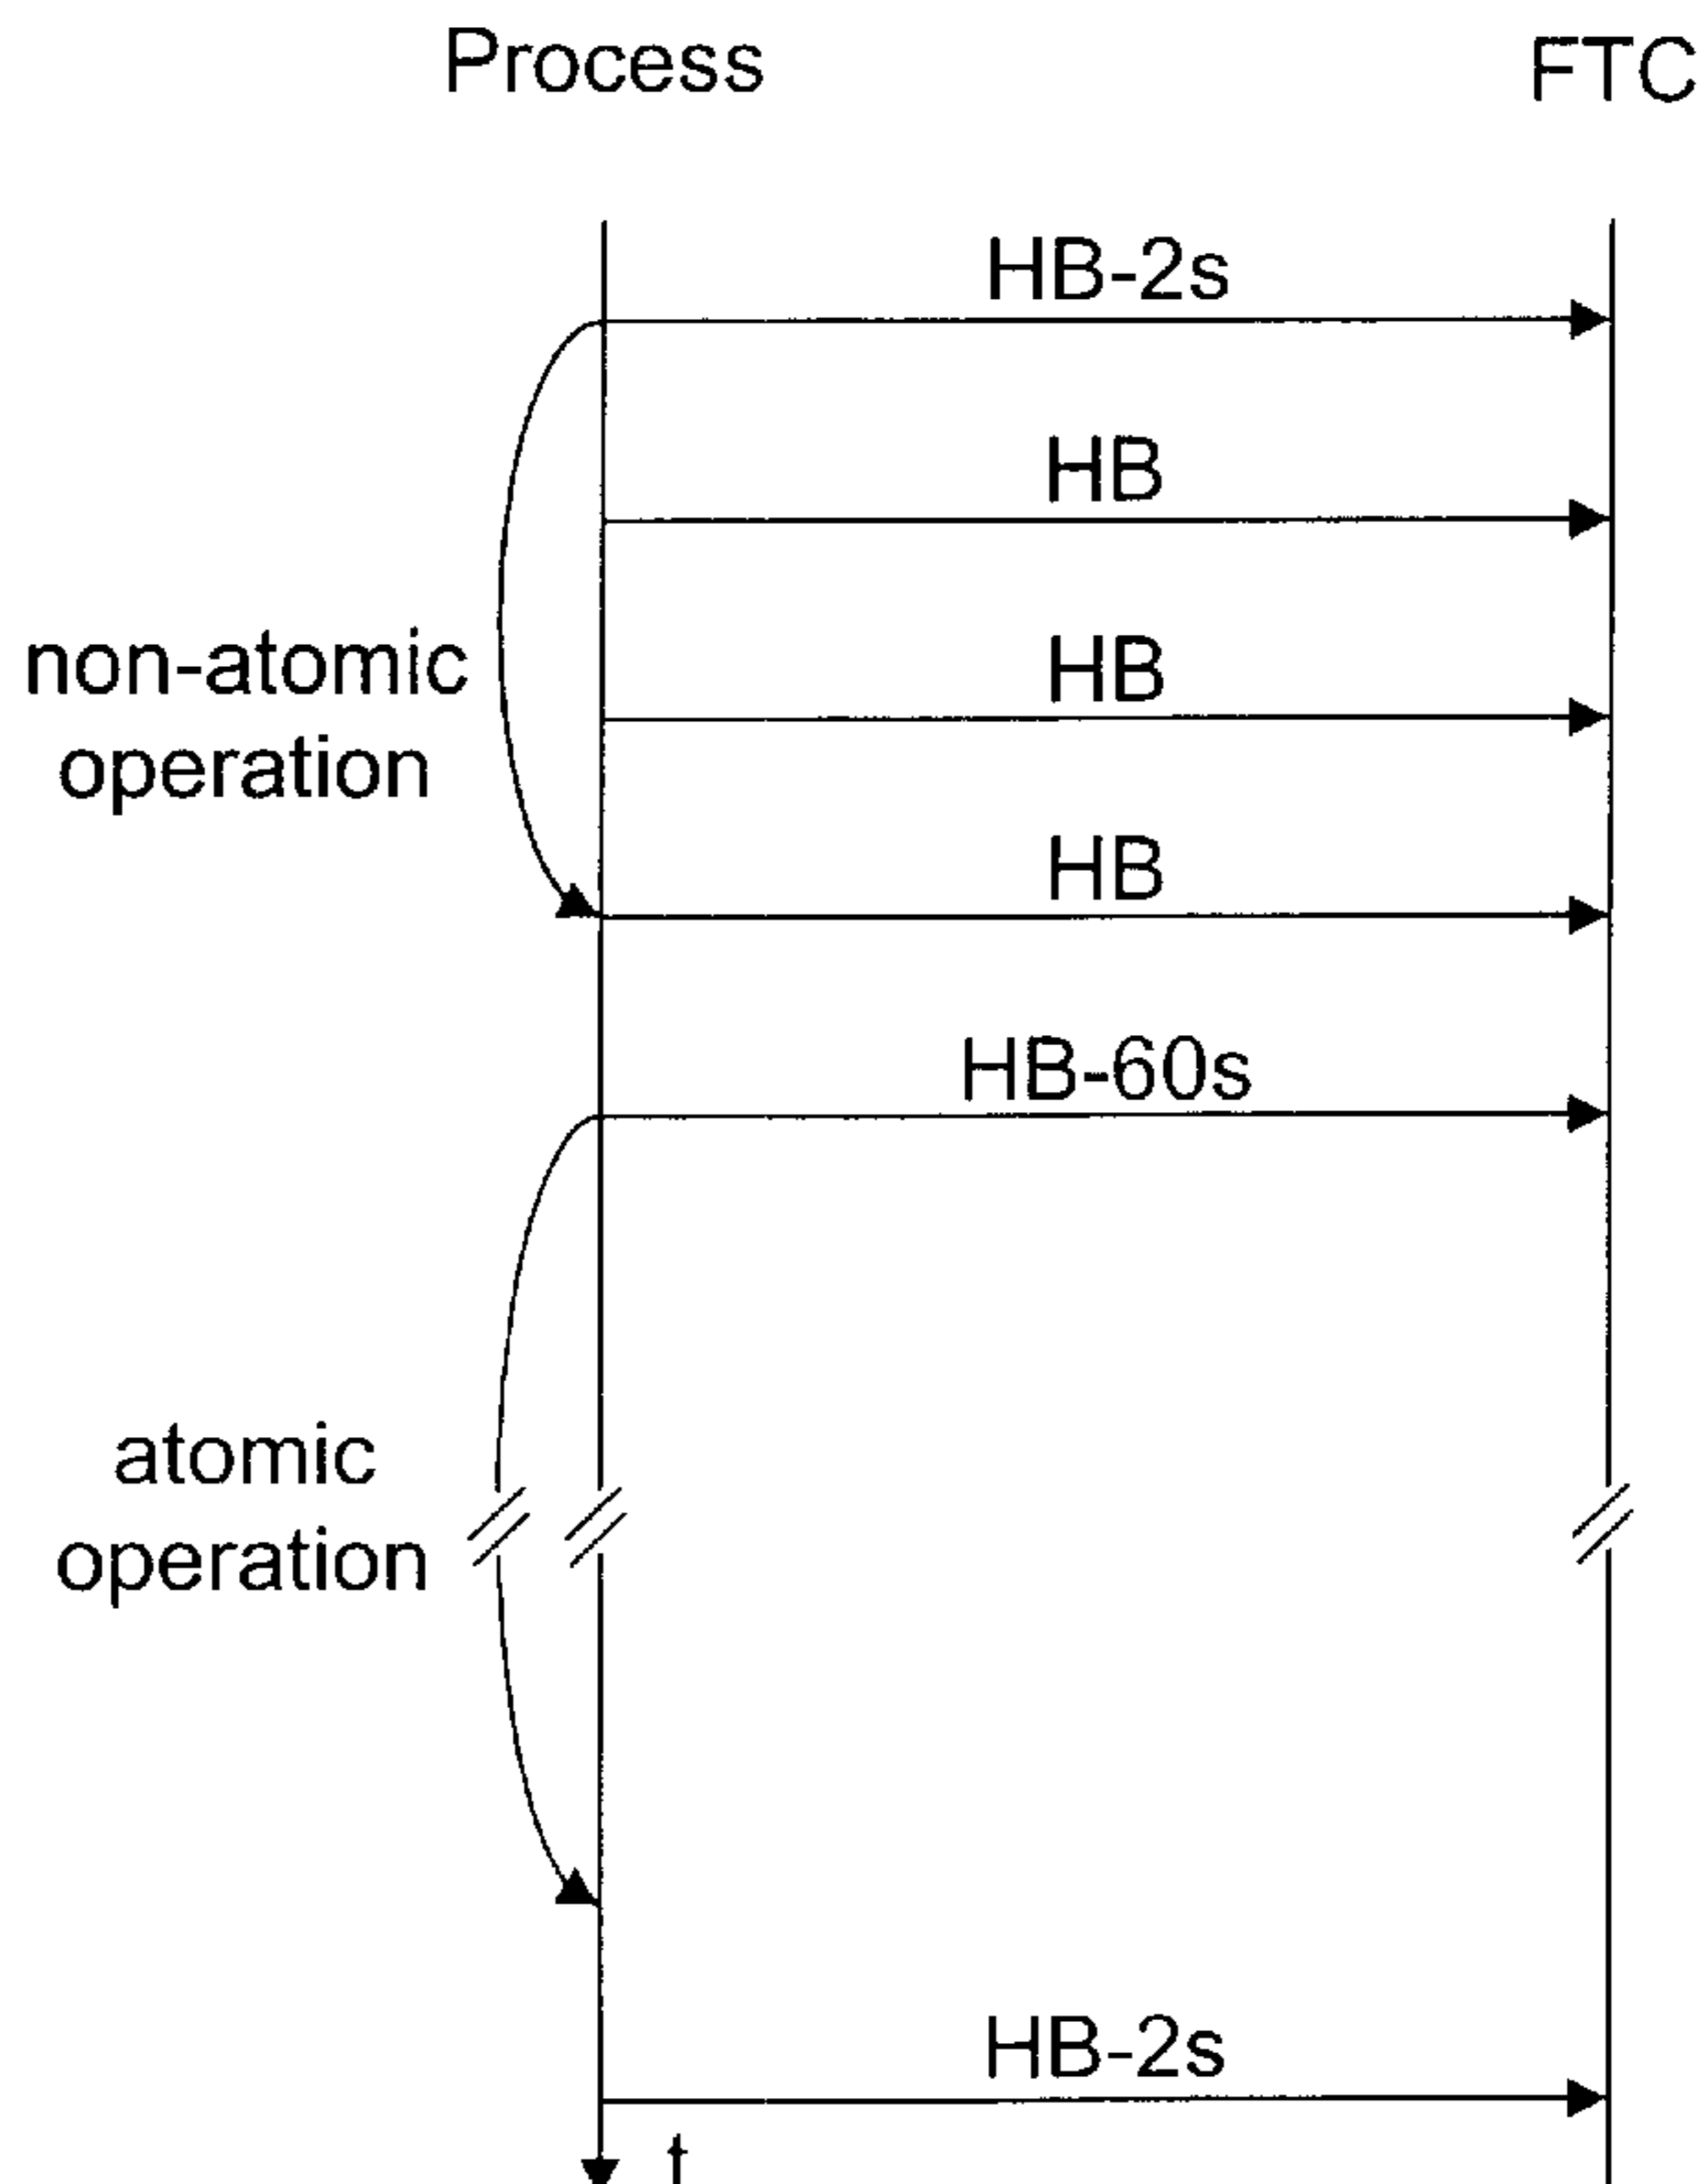 Process FTC
HB-2s
HB
HB
non-atomic
operation
HB
HB-60s
atomic
operation
HB-2s
t